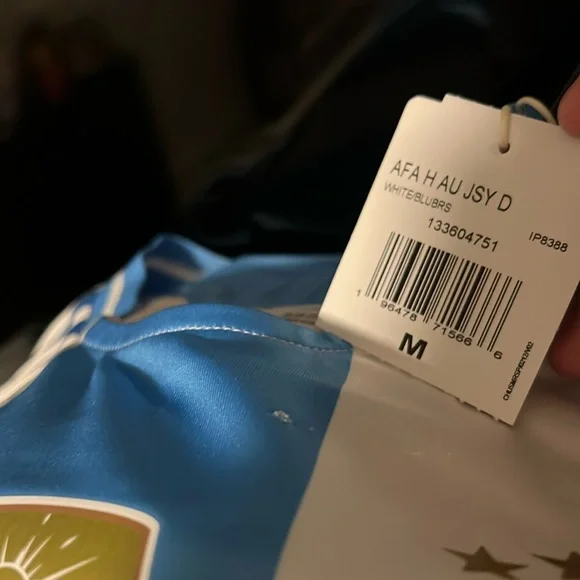 AFA H AU JSY D
WHITE/BLUBRS
133604751
IP8388
1 96478 71566 6
M